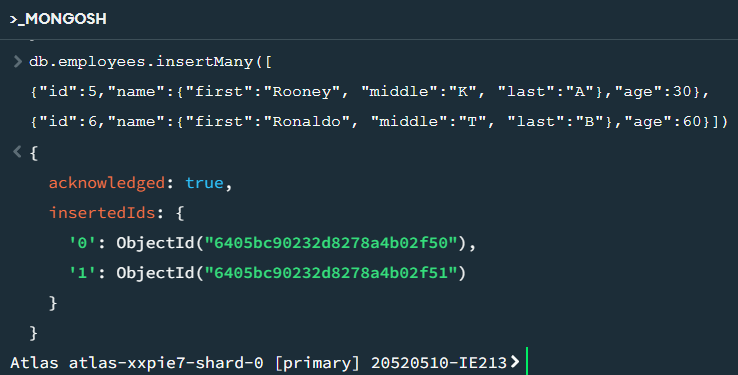 >_MONGOSH
> db.employees.insertMany([
{"id":5,"name":{"first":"Rooney", "middle":"K", "last":"A"},"age":30},
{"id":6,"name":{"first":"Ronaldo", "middle":"T", "last":"B"},"age":60}])
< {
acknowledged: true,
insertedIds: {
'0': ObjectId("6405bc90232d8278a4b02f50"),
'1': ObjectId("6405bc90232d8278a4b02f51")
}
}
Atlas atlas-xxpie7-shard-0 [primary] 20520510-IE213>